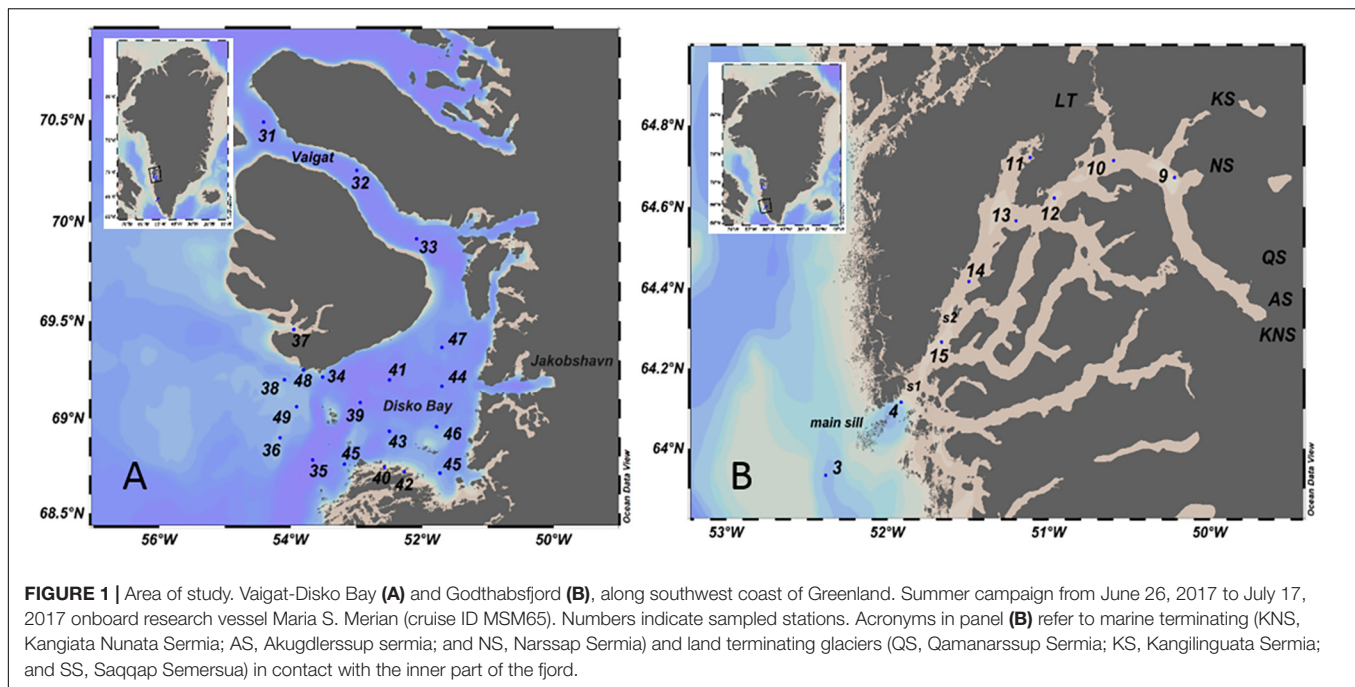 70.5°N
70°N
69.5°N
69°N
68.5°N
56°W
54°W
52°W
50°W
31
Vaigat
32
33
37
47
Jakobshavn
38
48
34
41
44
49
39
Disko Bay
36
43
46
35
45
40
42
45
A
Ocean Data View
64.8°N
64.6°N
64.4°N
64.2°N
64°N
53°W
52°W
51°W
50°W
LT
KS
11
10
9
NS
13
12
14
QS
s2
AS
15
KNS
s1
4
main sill
3
B
Ocean Data View
FIGURE 1 | Area of study. Vaigat-Disko Bay (A) and Godthabsfjord (B), along southwest coast of Greenland. Summer campaign from June 26, 2017 to July 17,
2017 onboard research vessel Maria S. Merian (cruise ID MSM65). Numbers indicate sampled stations. Acronyms in panel (B) refer to marine terminating (KNS,
Kangiata Nunata Sermia; AS, Akugdlerssup sermia; and NS, Narssap Sermia) and land terminating glaciers (QS, Qamanarssup Sermia; KS, Kangilinguata Sermia;
and SS, Saqqap Semersua) in contact with the inner part of the fjord.